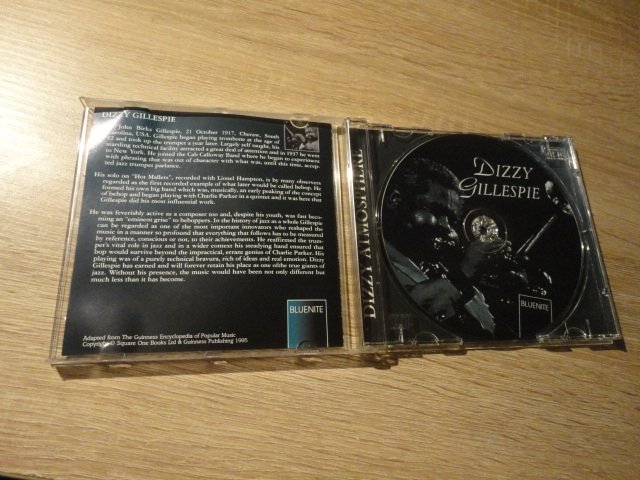 DIZZY GILLESPIE
John Birks Gillespie, 21 October 1917, Cheraw, South
Carolina, USA. Gillespie began playing trombone at the age of
12 and took up the trumpet a year later. Largely self taught, his
startling technical facility attracted a great deal of attention and in 1937 he went
to New York. He joined the Cab Calloway Band where he began to experiment
with phrasing that was out of character with what was, until this time, accep-
ted jazz trumpet parlance.
His solo on "Hot Mallets", recorded with Lionel Hampton, is by many observers
regarded as the first recorded example of what later would be called bebop. He
formed his own big band which was, musically, an early peaking of the concept
of bebop and began playing with Charlie Parker in a quintet and it was here that
Gillespie did his most influential work.
He was feverishly active as a composer too and, despite his youth, was fast beco-
ming an "eminent grise" to beboppers. In the history of jazz as a whole Gillespie
can be regarded as one of the most important innovators who reshaped the
music in a manner so profound that everything that follows has to be measured
by reference, conscious or not, to their achievements. He reaffirmed the trum-
pet's vital role in jazz and in a wider context his steadying hand ensured that
bop would survive beyond the impractical, errant genius of Charlie Parker. His
playing was of a purely technical bravura, rich of ideas and real emotion. Dizzy
Gillespie has earned and will forever retain his place as one of the true giants of
jazz. Without his presence, the music would have been not only different but
much less than it has become.
BLUENITE
Adapted from The Guinness Encyclopedia of Popular Music
Copyright © Square One Books Ltd & Guinness Publishing 1995
DIZZY ATMOSPHERE
DIZZY
GILLESPIE
BLUENITE